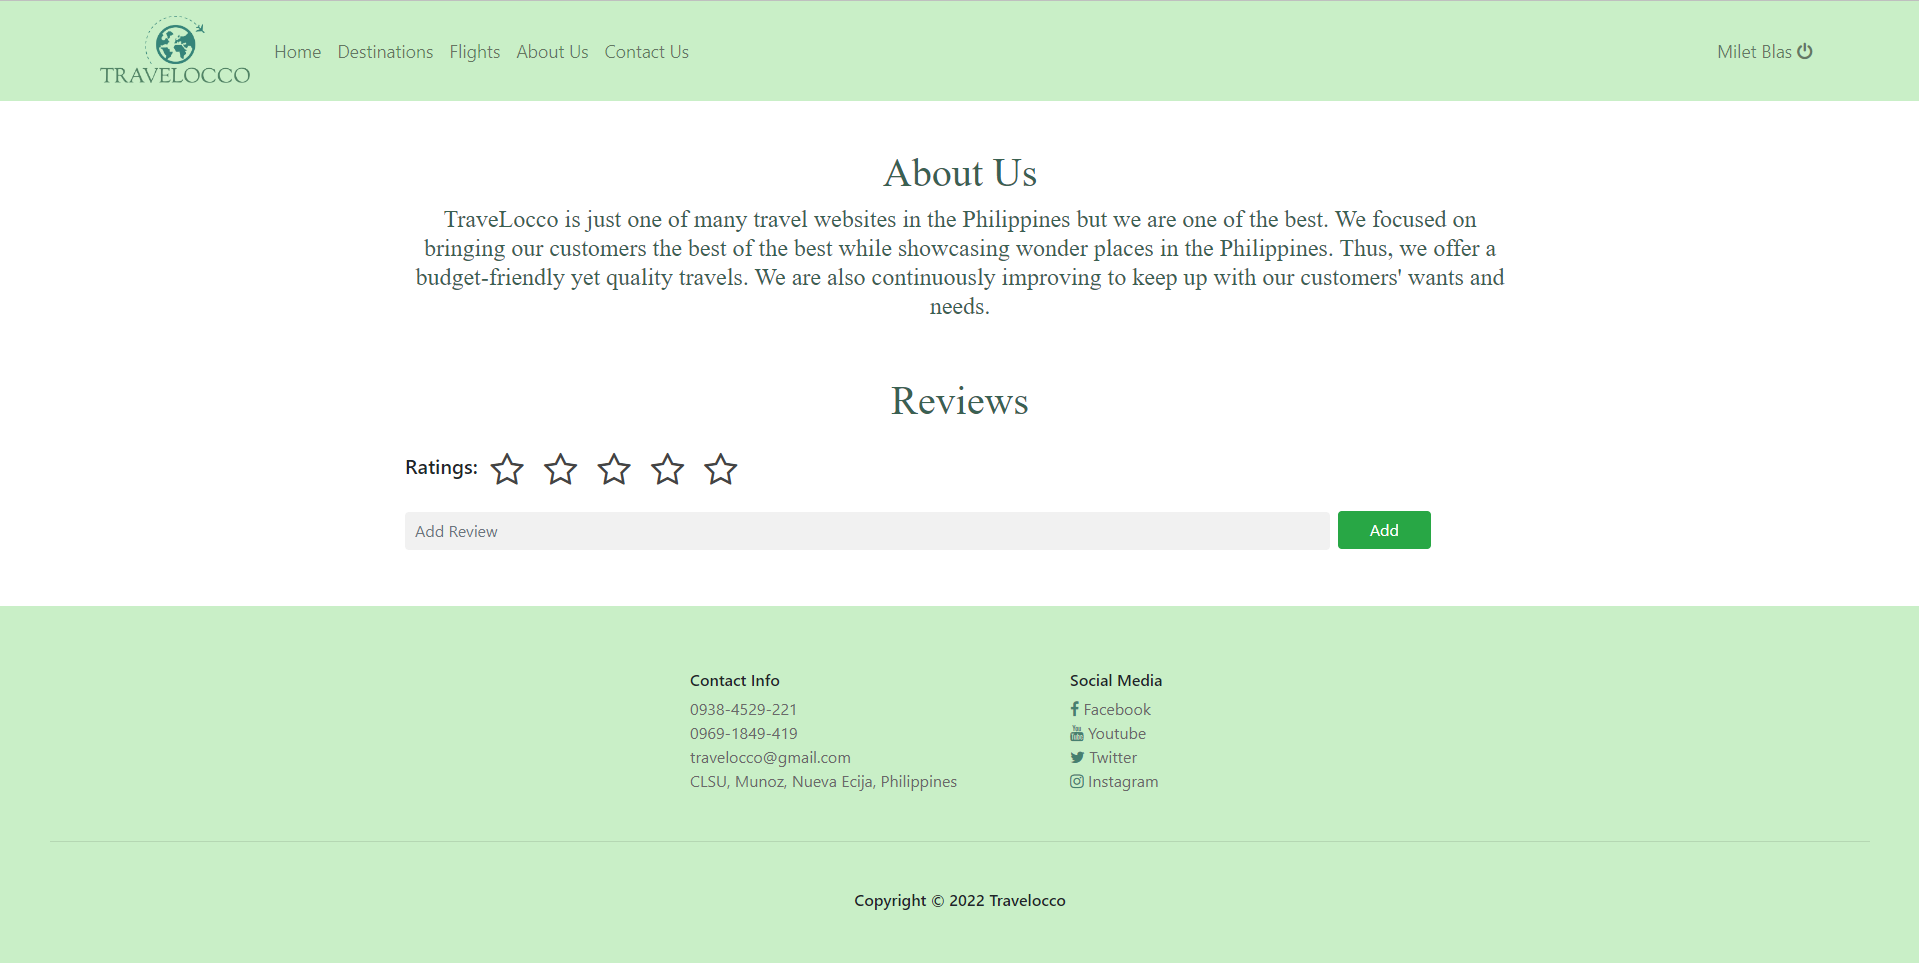 TRAVELOCCO
Home Destinations Flights About Us Contact Us
Milet Blas
About Us
TraveLocco is just one of many travel websites in the Philippines but we are one of the best. We focused on
bringing our customers the best of the best while showcasing wonder places in the Philippines. Thus, we offer a
budget-friendly yet quality travels. We are also continuously improving to keep up with our customers' wants and
needs.
Reviews
Ratings:
Add Review
Add
Contact Info
0938-4529-221
0969-1849-419
travelocco@gmail.com
CLSU, Munoz, Nueva Ecija, Philippines
Social Media
Facebook
Youtube
Twitter
Instagram
Copyright © 2022 Travelocco